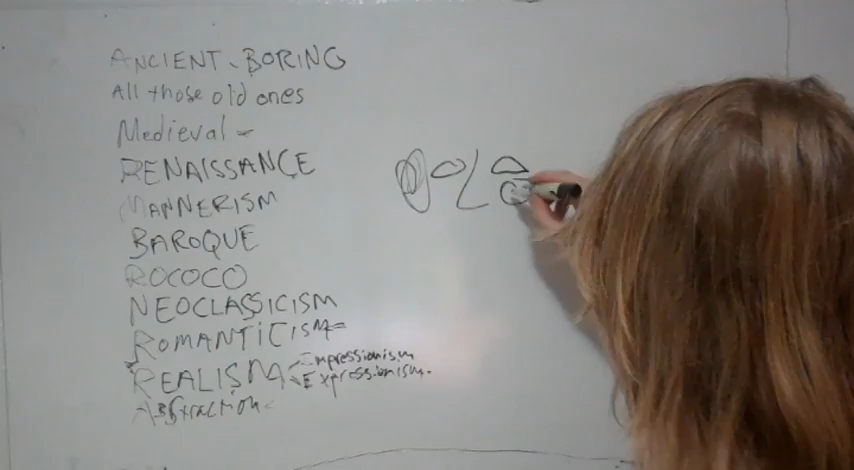 ANCIENT - BORING
All those old ones
Medieval -
RENAISSANCE
MANNERISM
BAROQUE
ROCOCO
NEOCLASSICISM
ROMANTICISM=
REALISM - Impressionism
- Expressionism.
Abstraction -